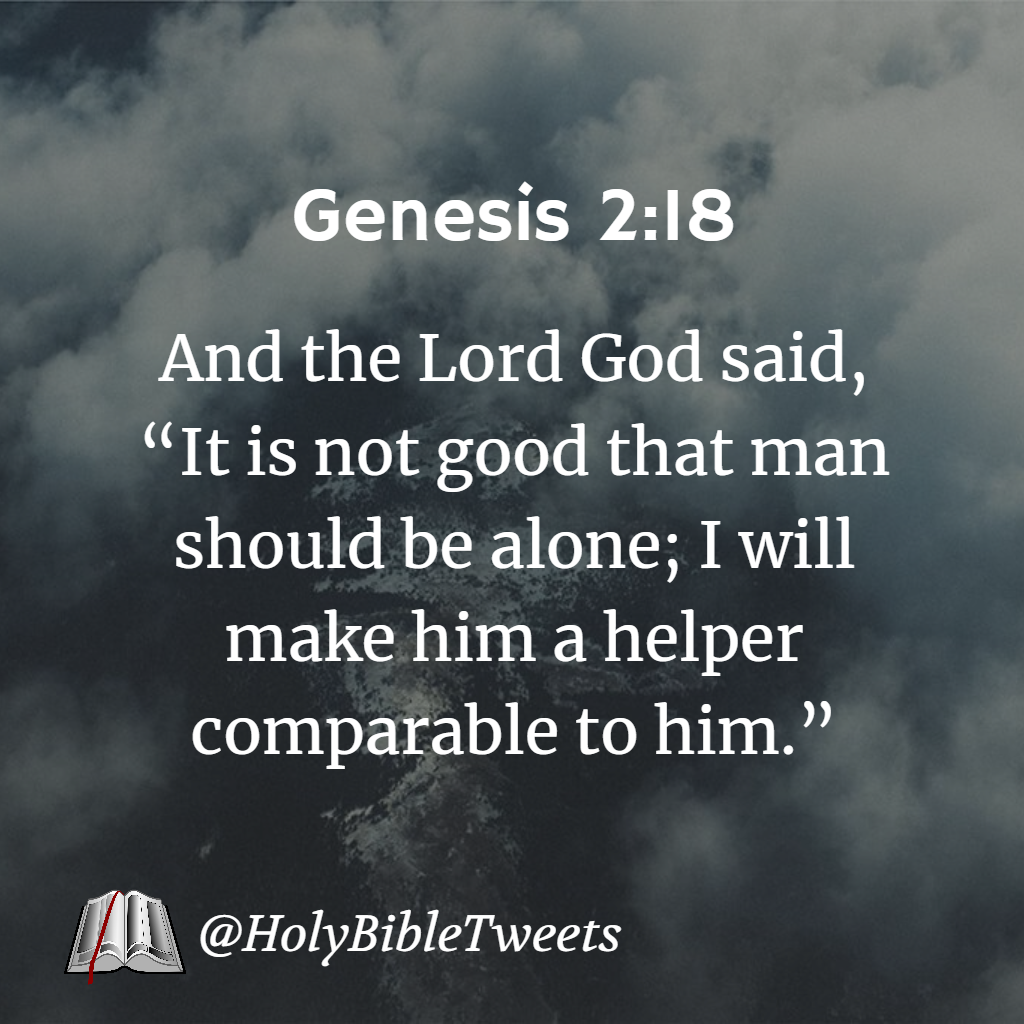 Genesis 2:18
And the Lord God said,
“It is not good that man
should be alone; I will
make him a helper
comparable to him.”
@HolyBibleTweets